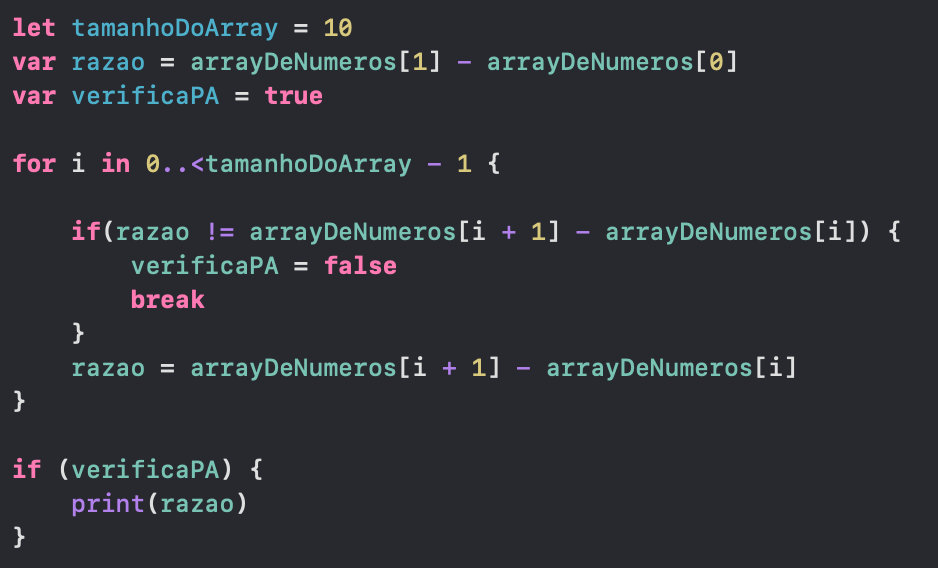 let tamanhoDoArray = 10
var razao = arrayDeNumeros[1] - arrayDeNumeros[0]
var verificaPA = true

for i in 0..<tamanhoDoArray - 1 {

    if(razao != arrayDeNumeros[i + 1] - arrayDeNumeros[i]) {
        verificaPA = false
        break
    }
    razao = arrayDeNumeros[i + 1] - arrayDeNumeros[i]
}

if (verificaPA) {
    print(razao)
}